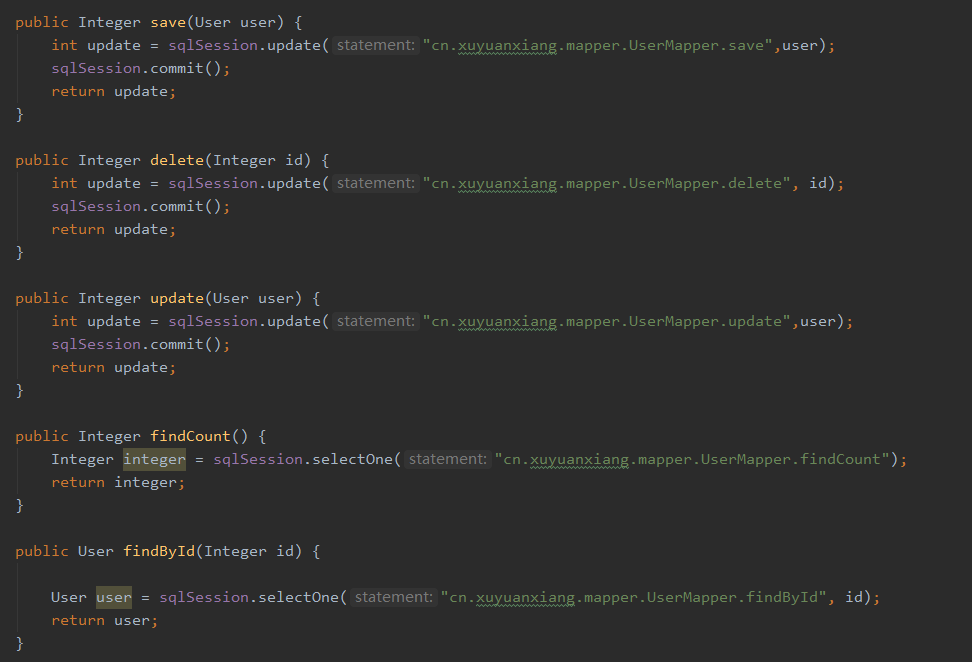 public Integer save(User user) {
int update = sqlSession.update( statement: "cn.xuyuanxiang.mapper.UserMapper.save",user);
sqlSession.commit();
return update;
}
public Integer delete(Integer id) {
int update = sqlSession.update( statement: "cn.xuyuanxiang.mapper.UserMapper.delete", id);
sqlSession.commit();
return update;
}
public Integer update(User user) {
int update = sqlSession.update( statement: "cn.xuyuanxiang.mapper.UserMapper.update",user);
sqlSession.commit();
return update;
}
public Integer findCount() {
Integer integer = sqlSession.selectOne( statement: "cn.xuyuanxiang.mapper.UserMapper.findCount");
return integer;
}
public User findById(Integer id) {
User user = sqlSession.selectOne( statement: "cn.xuyuanxiang.mapper.UserMapper.findById", id);
return user;
}